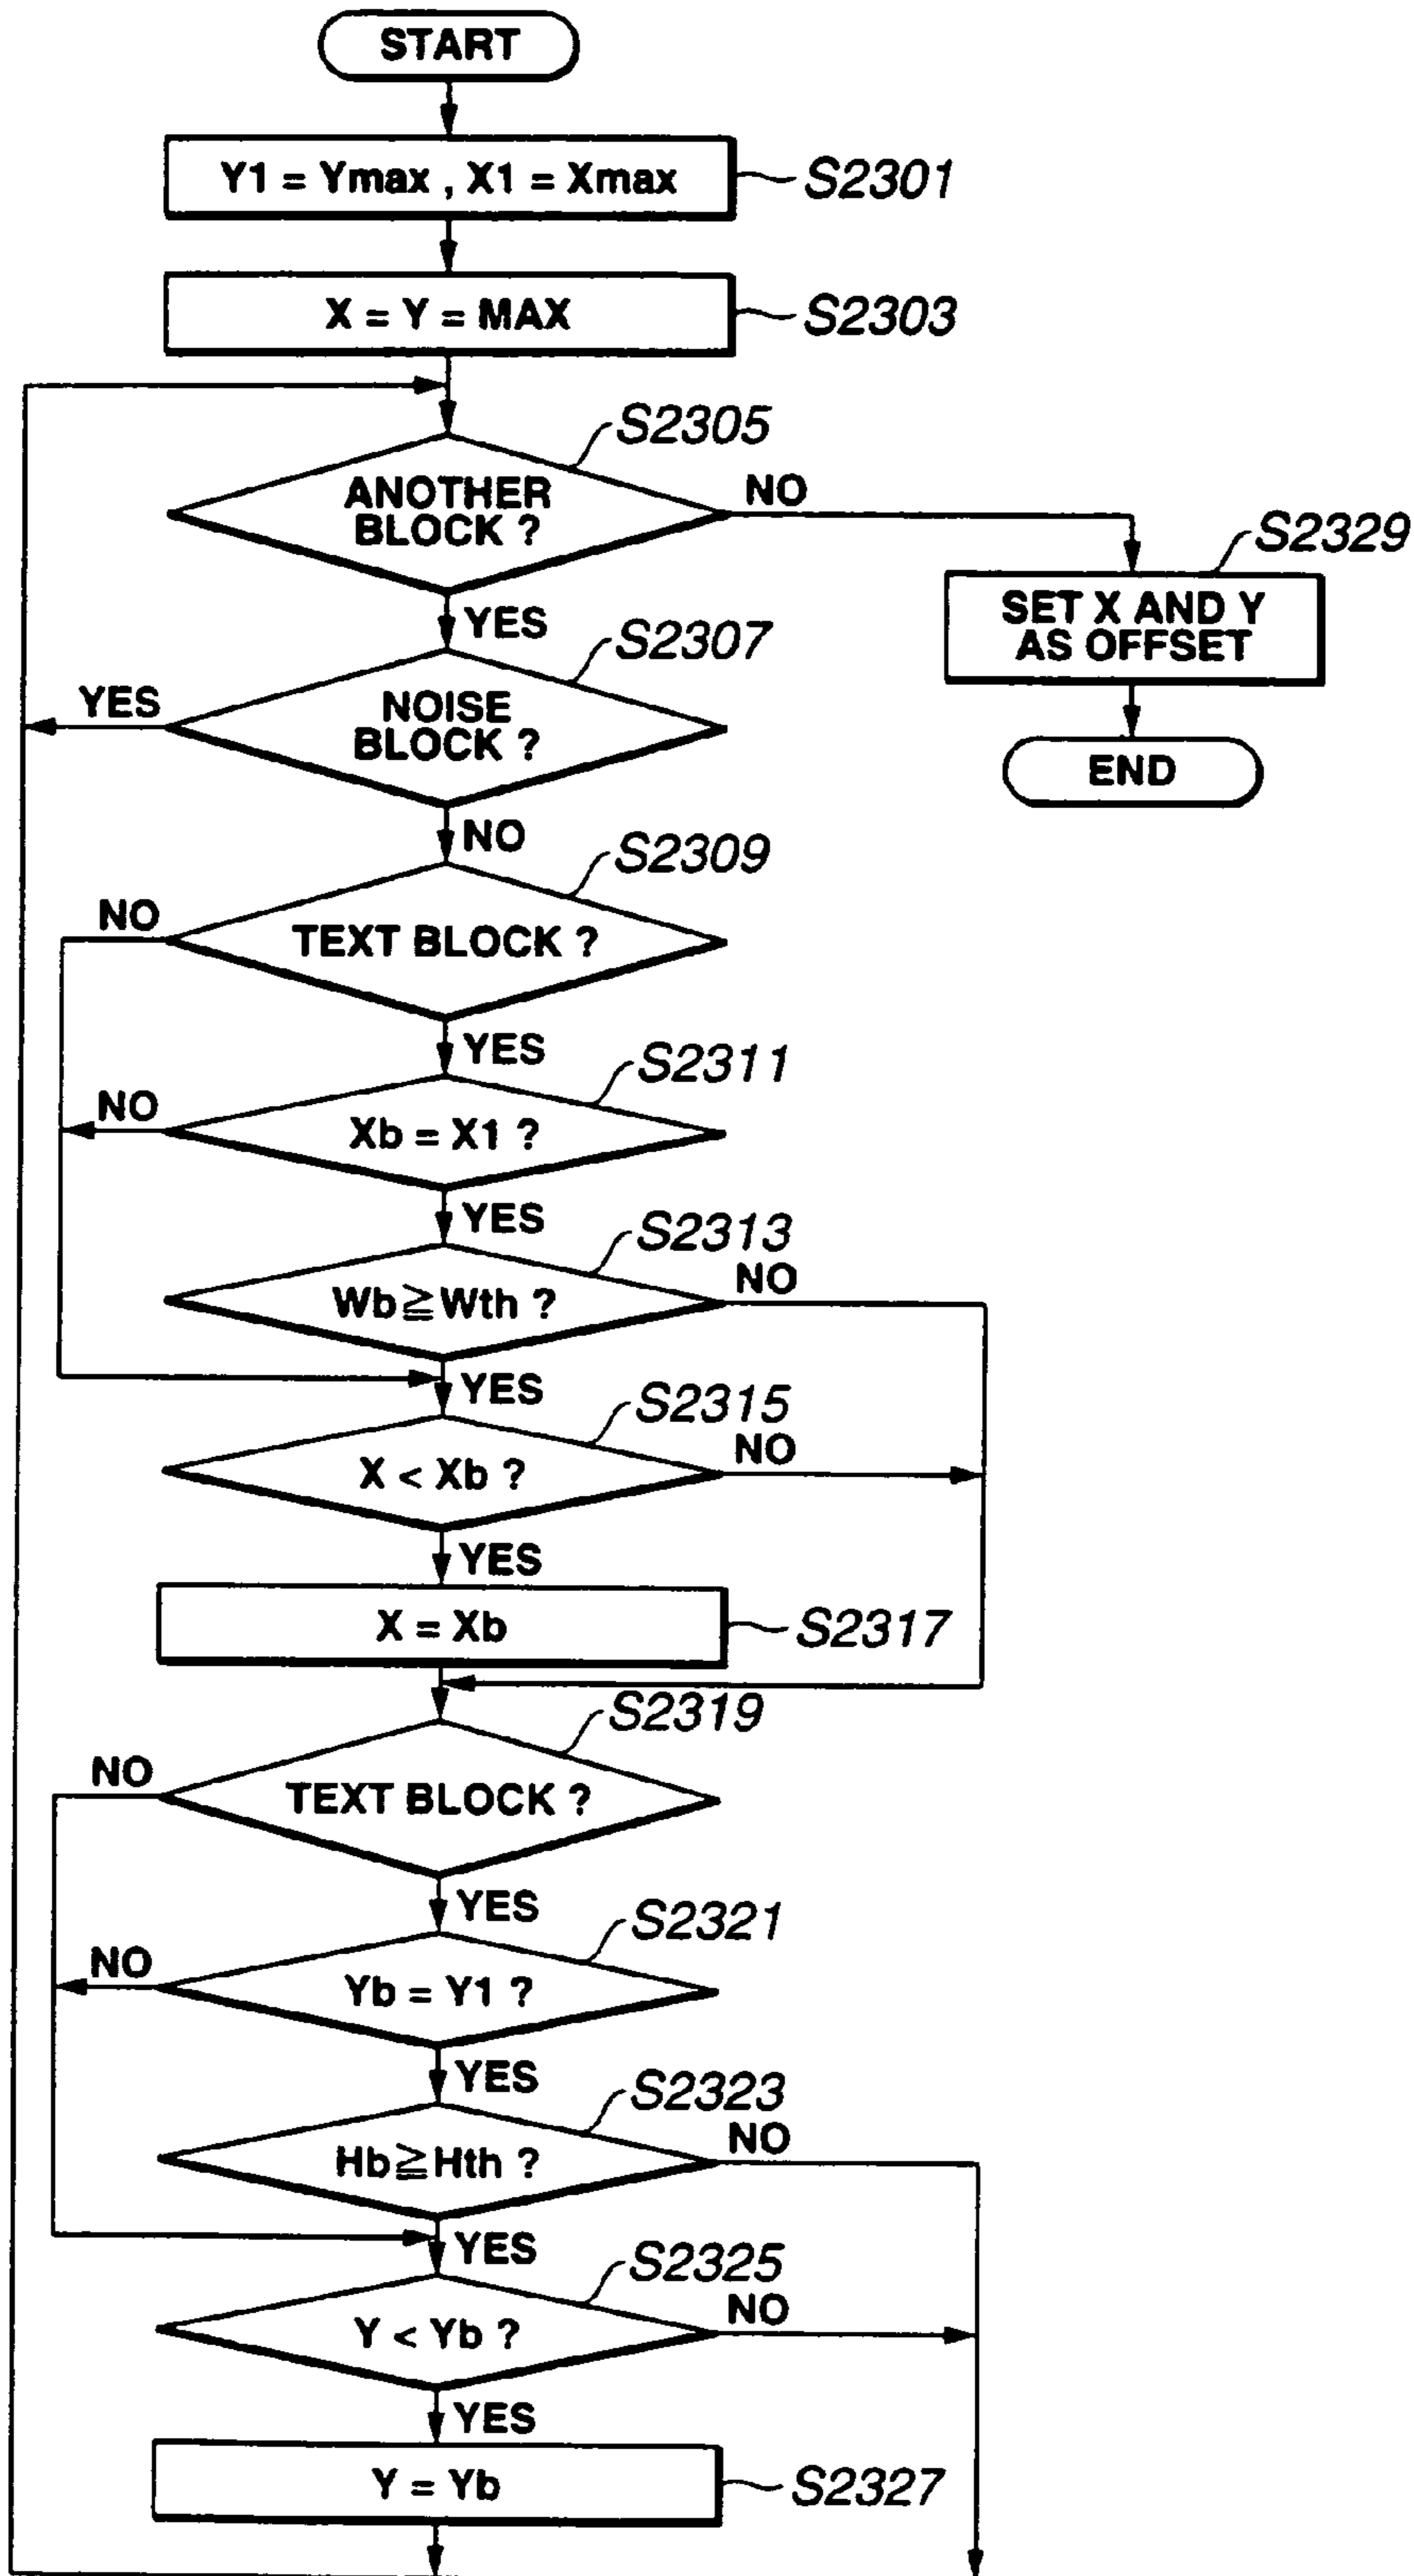 START
Y1 = Ymax , X1 = Xmax
S2301
X = Y = MAX
S2303
S2305
ANOTHER
BLOCK ?
NO
S2329
SET X AND Y
AS OFFSET
END
YES
S2307
NOISE
BLOCK ?
YES
NO
S2309
TEXT BLOCK ?
NO
YES
S2311
Xb = X1 ?
NO
YES
S2313
Wb≧Wth ?
NO
YES
S2315
X < Xb ?
NO
YES
X = Xb
S2317
S2319
TEXT BLOCK ?
NO
YES
S2321
Yb = Y1 ?
NO
YES
S2323
Hb≧Hth ?
NO
YES
S2325
Y < Yb ?
NO
YES
Y = Yb
S2327